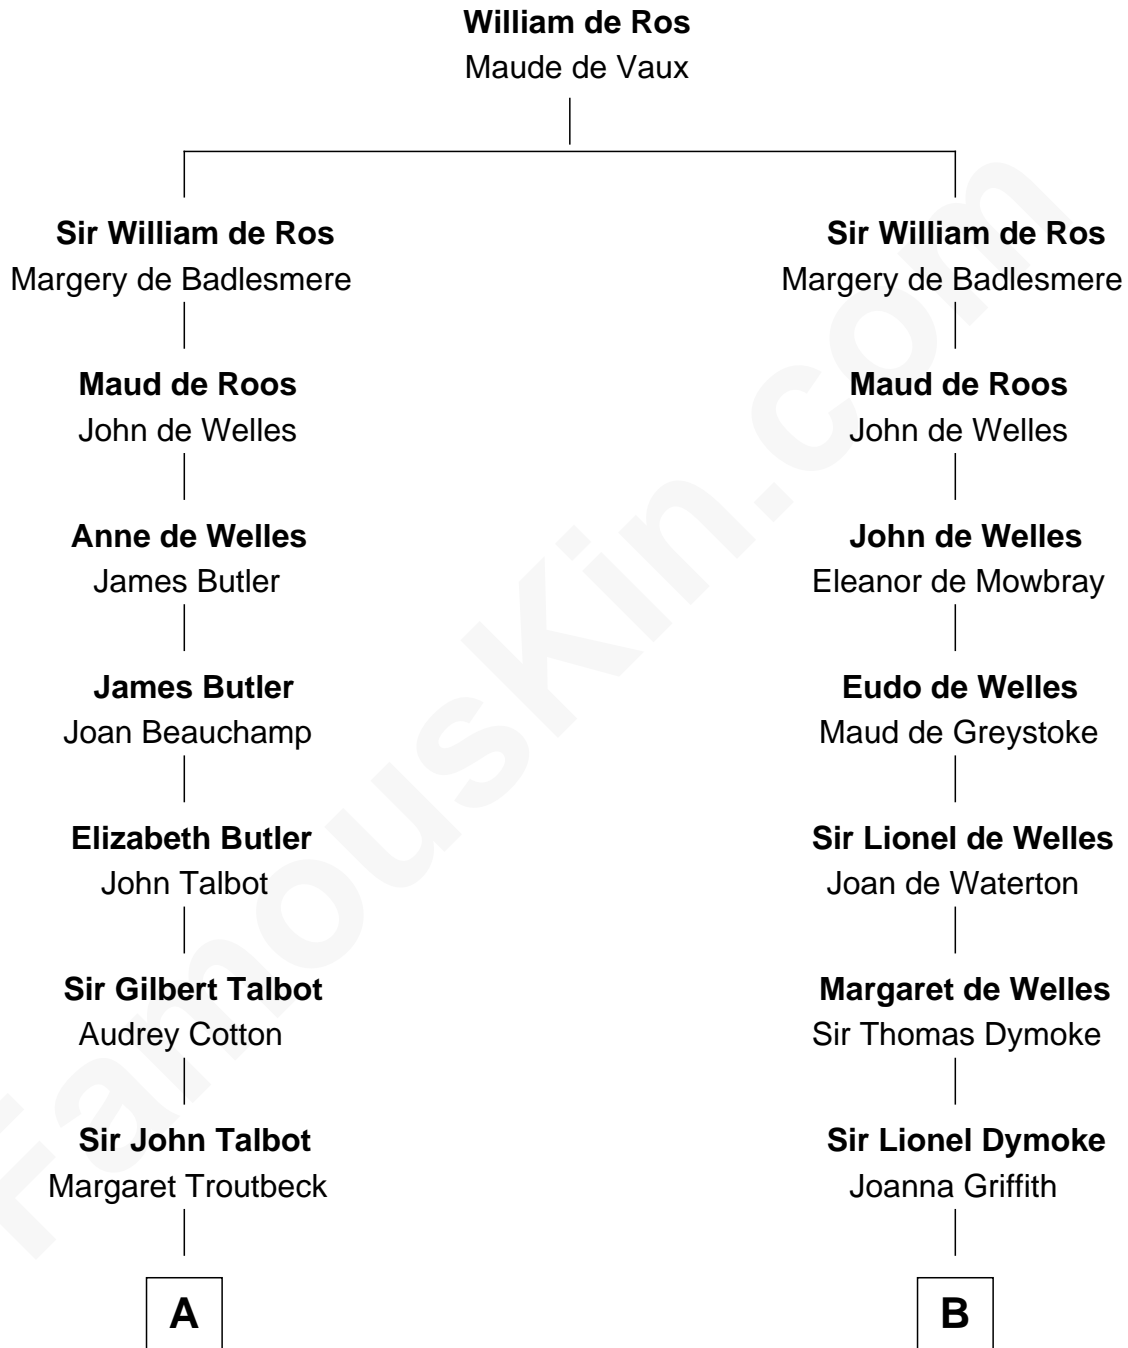 William de Ros
Maude de Vaux
Sir William de Ros
Margery de Badlesmere
Maud de Roos
John de Welles
Anne de Welles
James Butler
James Butler
Joan Beauchamp
Elizabeth Butler
John Talbot
Sir Gilbert Talbot
Audrey Cotton
Sir John Talbot
Margaret Troutbeck
A
Sir William de Ros
Margery de Badlesmere
Maud de Roos
John de Welles
John de Welles
Eleanor de Mowbray
Eudo de Welles
Maud de Greystoke
Sir Lionel de Welles
Joan de Waterton
Margaret de Welles
Sir Thomas Dymoke
Sir Lionel Dymoke
Joanna Griffith
B
FamousKin.com